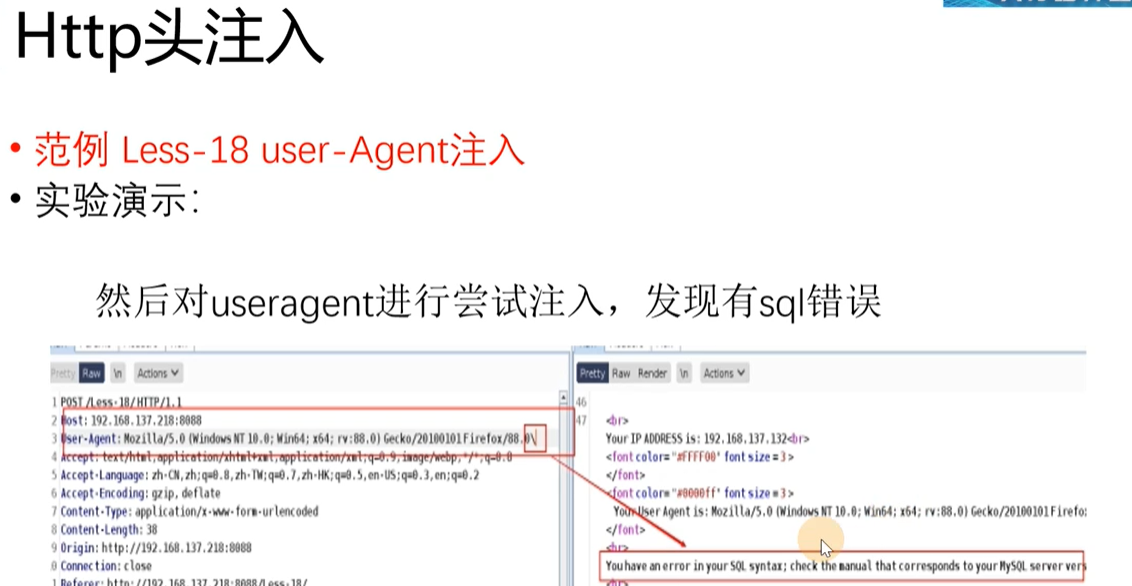 Http头注入
• 范例 Less-18 user-Agent注入
• 实验演示：
然后对useragent进行尝试注入，发现有sql错误
Pretty Raw \n Actions
1 POST /Less-18/ HTTP/1.1
2 Host: 192.168.137.218:8088
3 User-Agent: Mozilla/5.0 (Windows NT 10.0; Win64; x64; rv:88.0) Gecko/20100101 Firefox/88.0\
4 Accept: text/html,application/xhtml+xml,application/xml;q=0.9,image/webp,*/*;q=0.8
5 Accept-Language: zh-CN,zh;q=0.8,zh-TW;q=0.7,zh-HK;q=0.5,en-US;q=0.3,en;q=0.2
6 Accept-Encoding: gzip, deflate
7 Content-Type: application/x-www-form-urlencoded
8 Content-Length: 38
9 Origin: http://192.168.137.218:8088
0 Connection: close
1 Referer: http://192.168.137.218:8088/Less-18/
Pretty Raw Render \n Actions
46
47 <br>
Your IP ADDRESS is: 192.168.137.132<br>
<font color= "#FFFF00" font size = 3 >
</font>
<font color= "#0000ff" font size = 3 >
Your User Agent is: Mozilla/5.0 (Windows NT 10.0; Win64; x64; rv:88.0) Gecko/20100101 Firefo
</font>
<br>
You have an error in your SQL syntax; check the manual that corresponds to your MySQL server ver
<br>